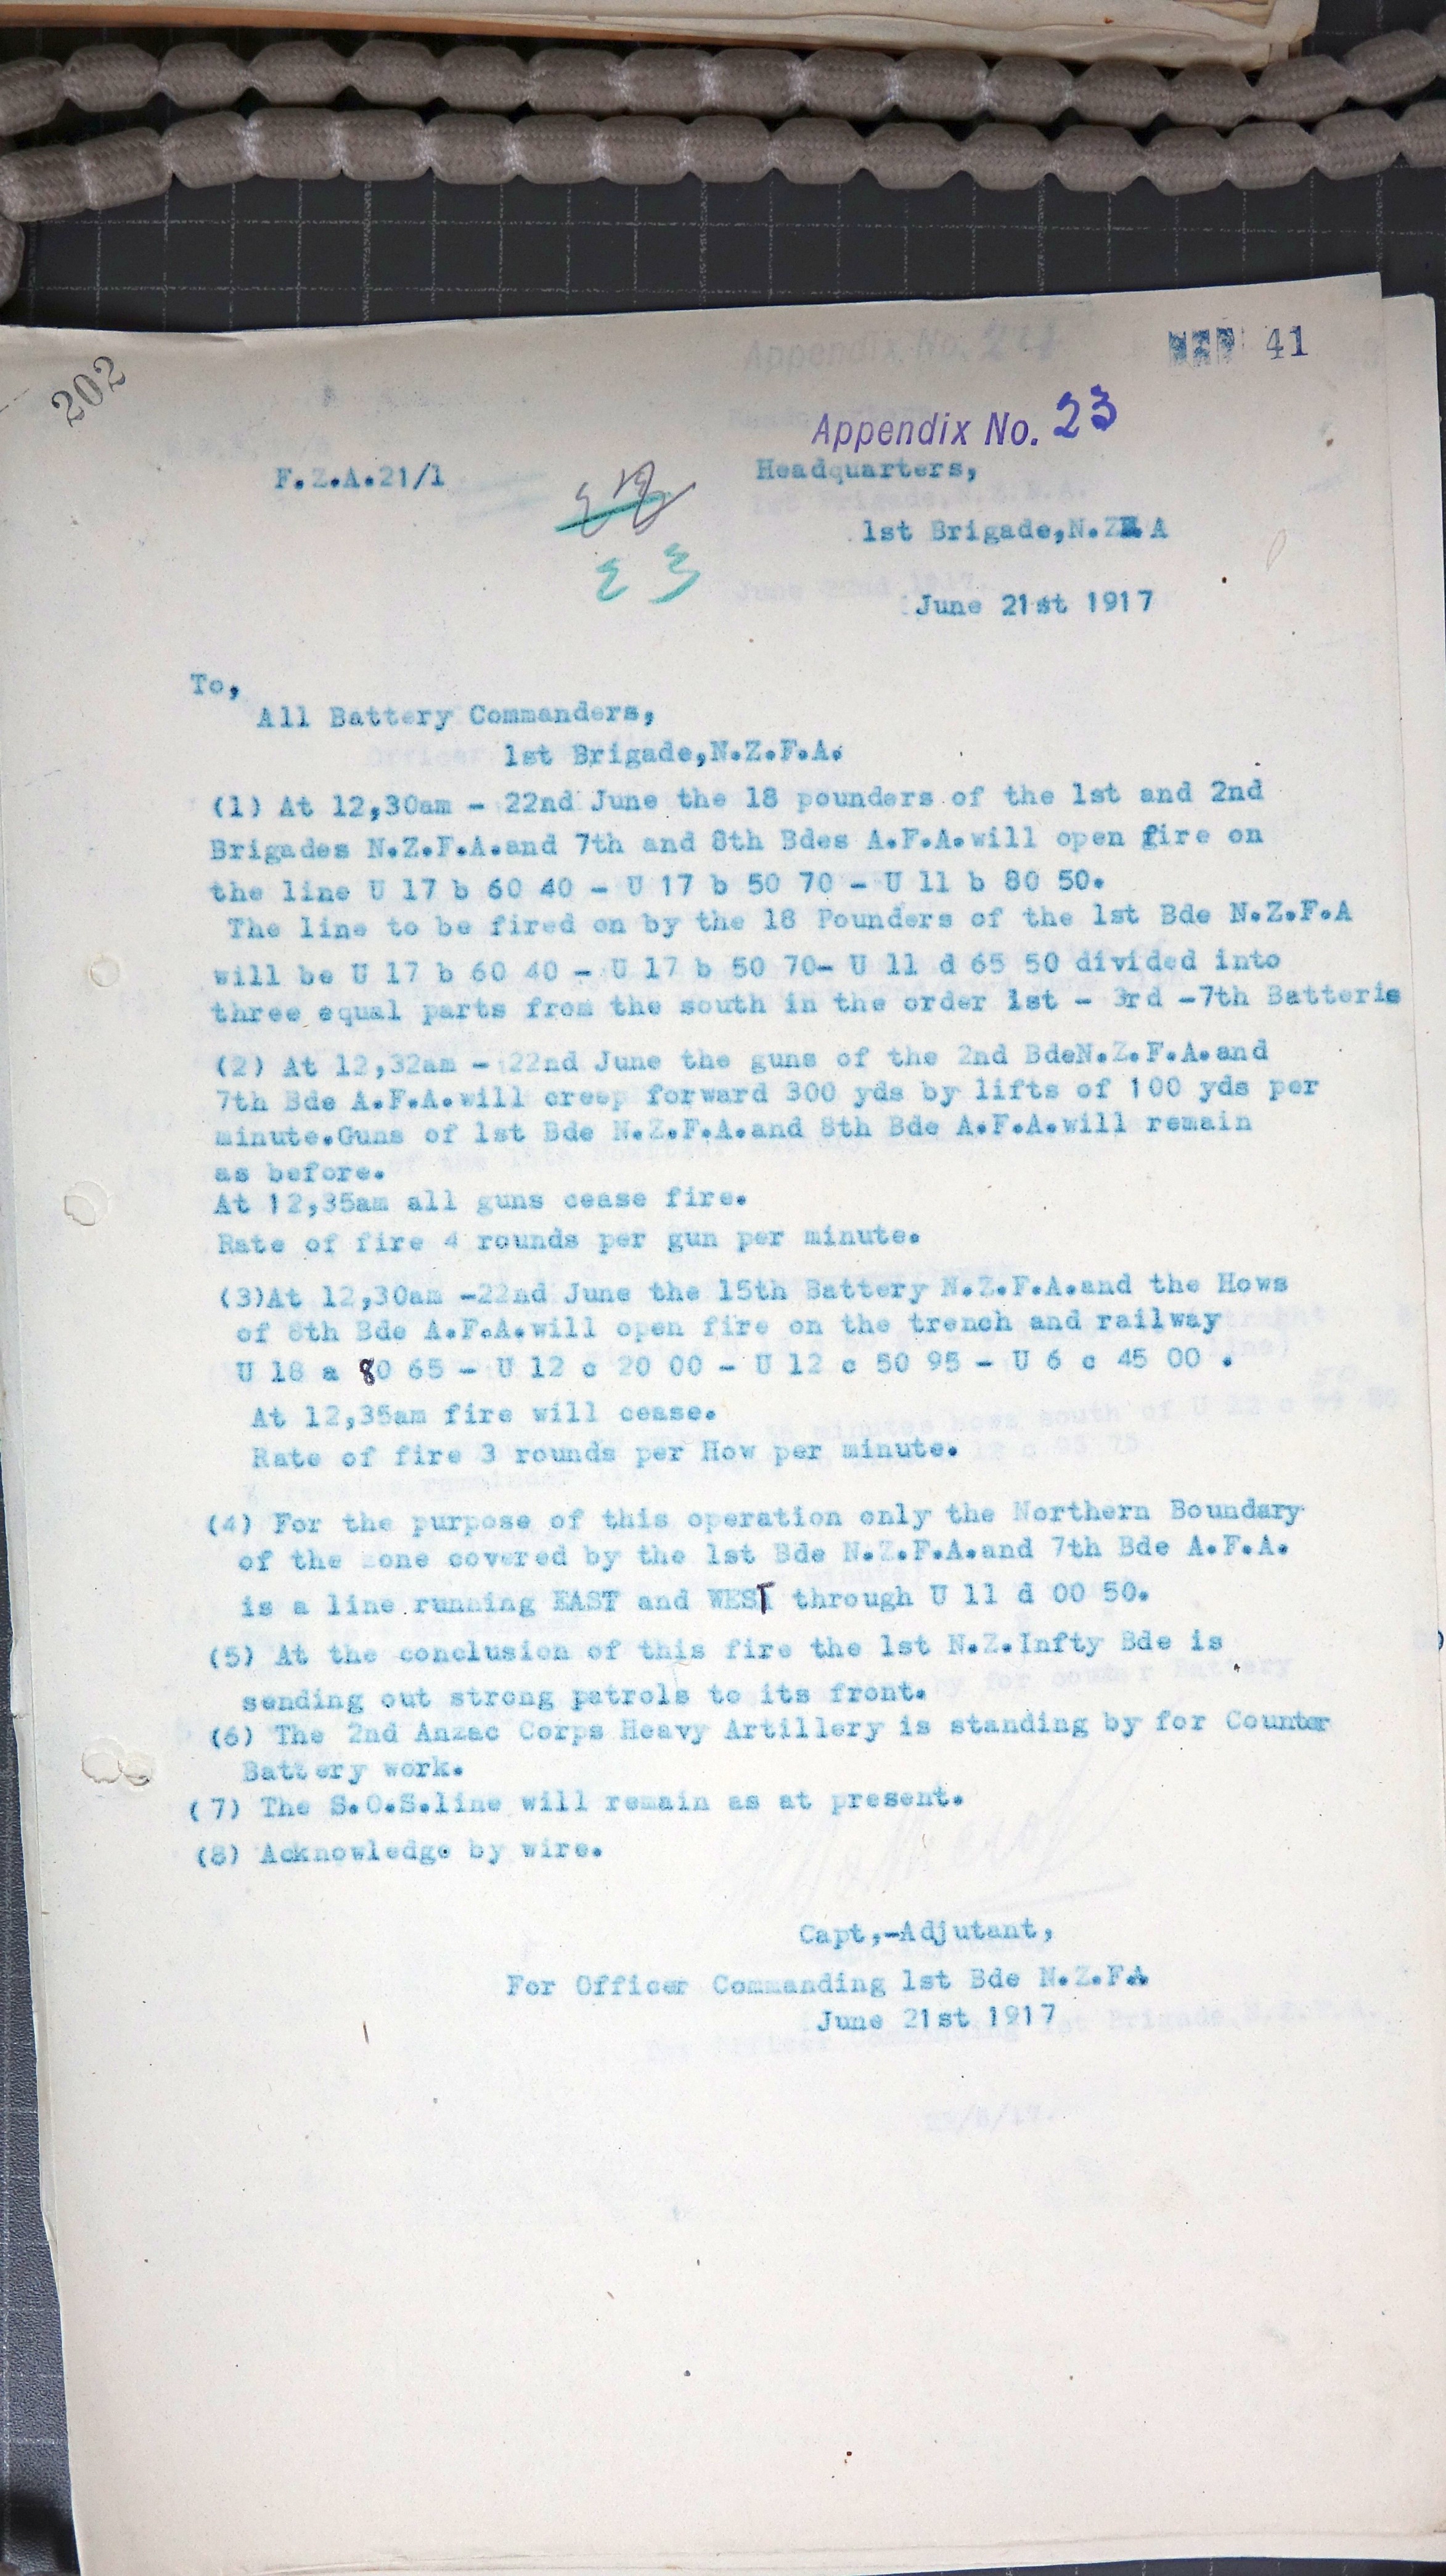 202
41
Appendix No. 23
F.Z.A.21/1
Headquarters,
1st Brigade,N.Z. A
23
June 21st 1917
To,
All Battery Commanders,
1st Brigade,N.Z.F.A.
(1) At 12,30am - 22nd June the 18 pounders of the 1st and 2nd
Brigades N.Z.F.A.and 7th and 8th Bdes A.F.A.will open fire on
the line U 17 b 60 40 - U 17 b 50 70 - U 11 b 80 50.
The line to be fired on by the 18 Pounders of the 1st Bde N.Z.F.A
will be U 17 b 60 40 - U 17 b 50 70- U 11 d 65 50 divided into
three equal parts from the south in the order 1st - 3rd -7th Batteris
(2) At 12,32am - 22nd June the guns of the 2nd BdeN.Z.F.A.and
7th Bde A.F.A.will creep forward 300 yds by lifts of 100 yds per
minute.Guns of 1st Bde N.Z.F.A.and 8th Bde A.F.A.will remain
as before.
At 12,35am all guns cease fire.
Rate of fire 4 rounds per gun per minute.
(3)At 12,30am -22nd June the 15th Battery N.Z.F.A.and the Hows
of 8th Bde A.F.A.will open fire on the trench and railway
U 18 a 80 65 - U 12 c 20 00 - U 12 c 50 95 - U 6 c 45 00 .
At 12,35am fire will cease.
Rate of fire 3 rounds per How per minute.
(4) For the purpose of this operation only the Northern Boundary
of the zone covered by the 1st Bde N.Z.F.A.and 7th Bde A.F.A.
is a line running EAST and WEST through U 11 d 00 50.
(5) At the conclusion of this fire the 1st N.Z.Infty Bde is
sending out strong patrols to its front.
(6) The 2nd Anzac Corps Heavy Artillery is standing by for Counter
Battery work.
(7) The S.O.S.line will remain as at present.
(8) Acknowledge by wire.
Capt,-Adjutant,
For Officer Commanding 1st Bde N.Z.F.A
June 21st 1917